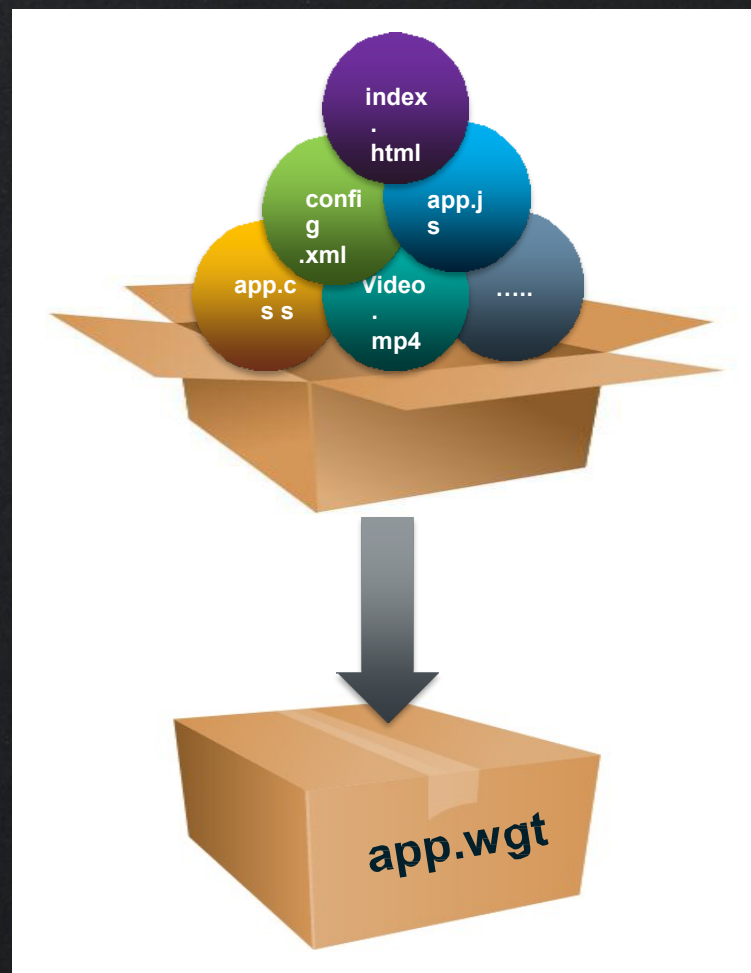 index
.
html
confi
g
.xml
app.j
s
app.c
s s
Video
.
mp4
.....
app.wgt